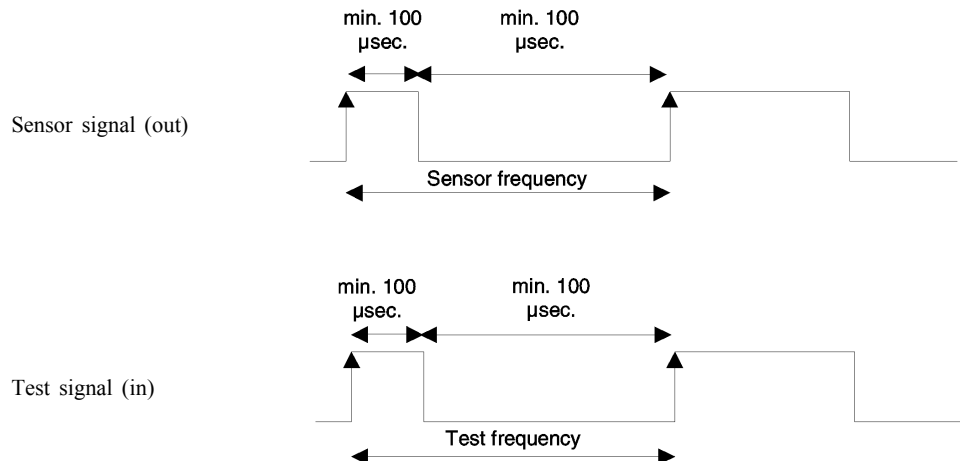 min. 100
µsec.
min. 100
µsec.
Sensor signal (out)
Sensor frequency
min. 100
µsec.
min. 100
µsec.
Test signal (in)
Test frequency